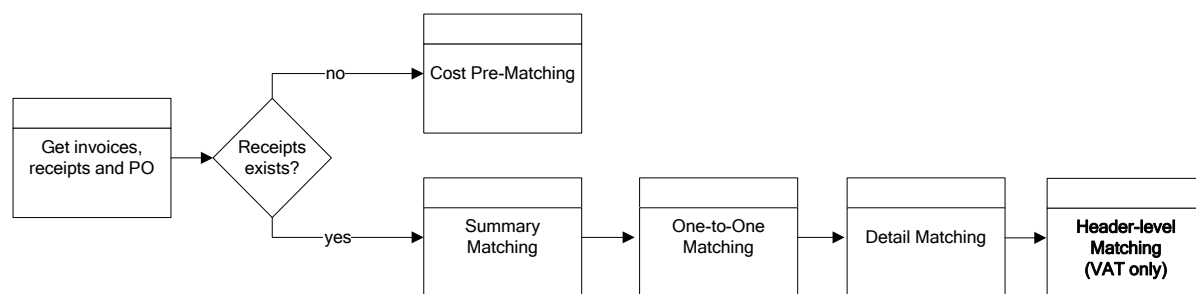 Get invoices,
receipts and PO
Receipts
exists?
no
Cost Pre-Matching
yes
Summary
Matching
One-to-One
Matching
Detail Matching
Header-level
Matching
(VAT only)